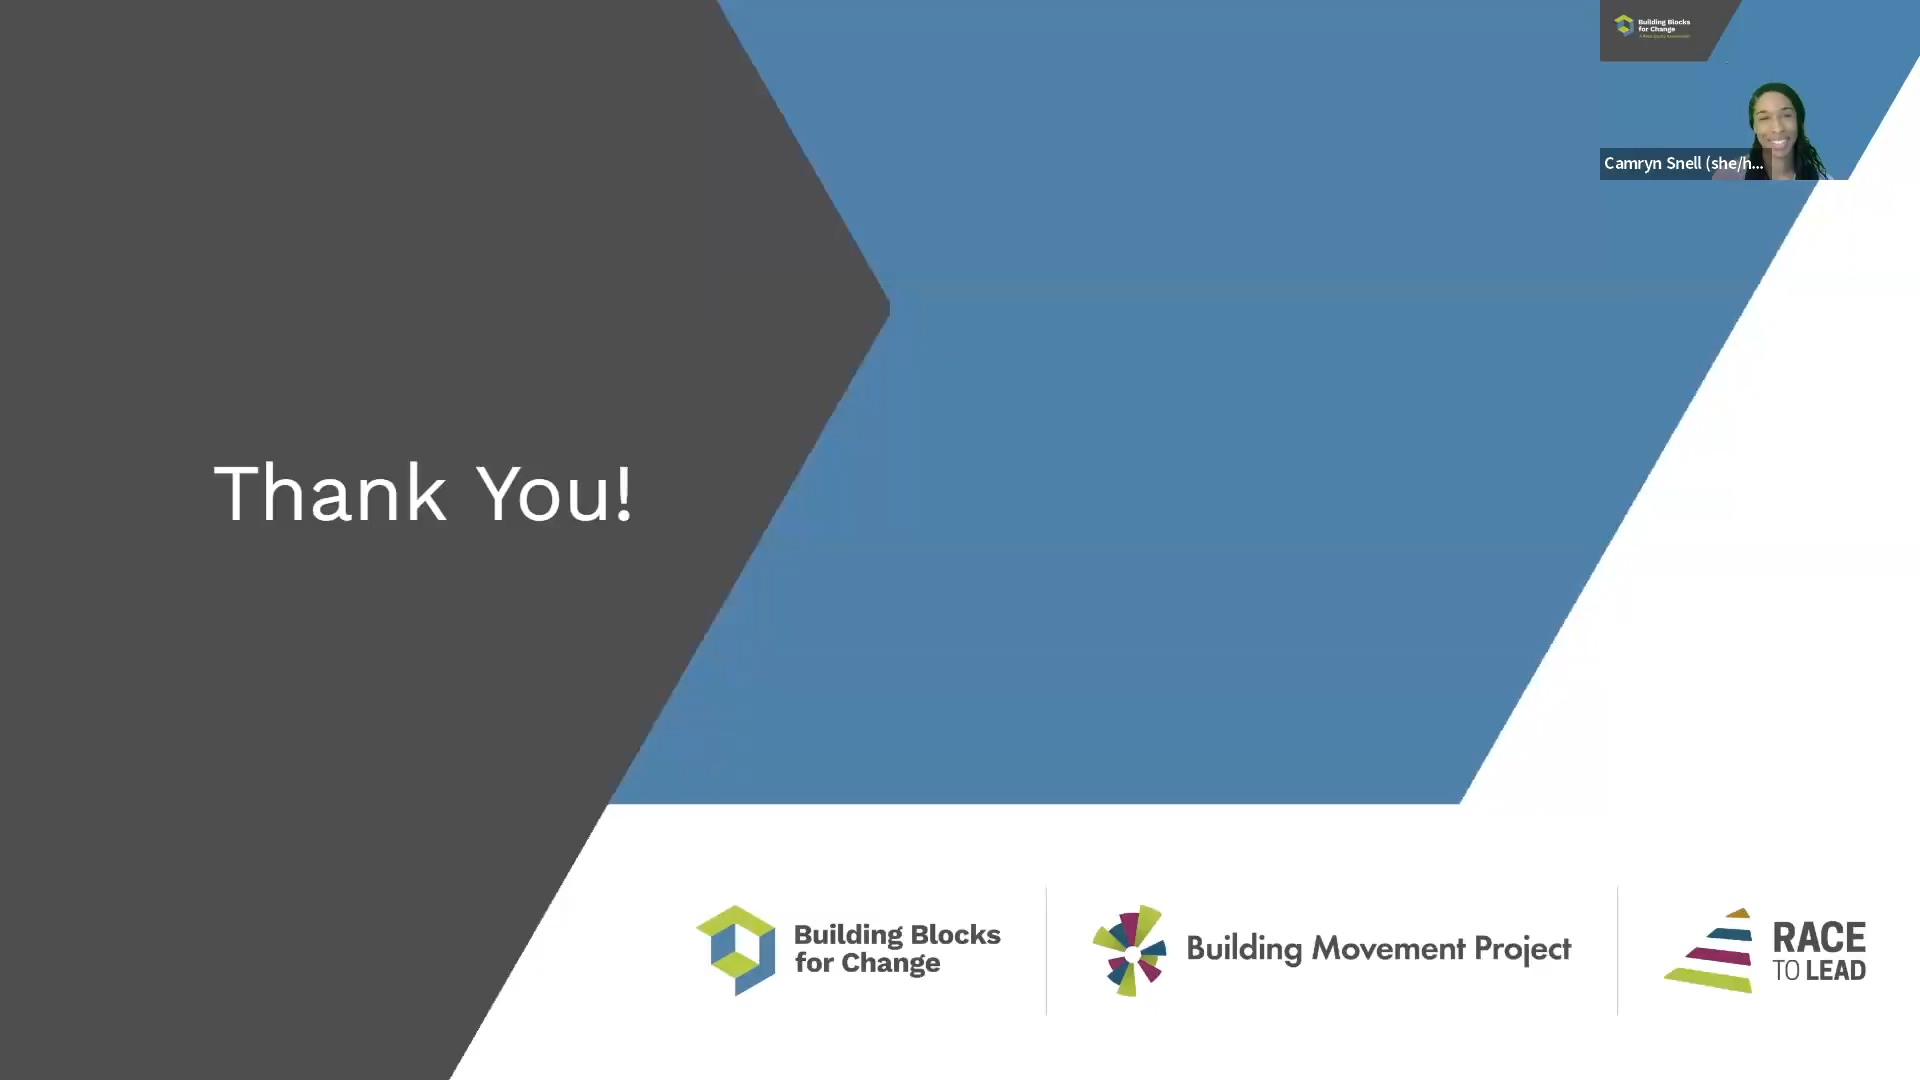 Building Blocks
for Change
Camryn Snell (she/h...
Thank You!
Building Blocks
for Change
Building Movement Project
RACE
TO LEAD